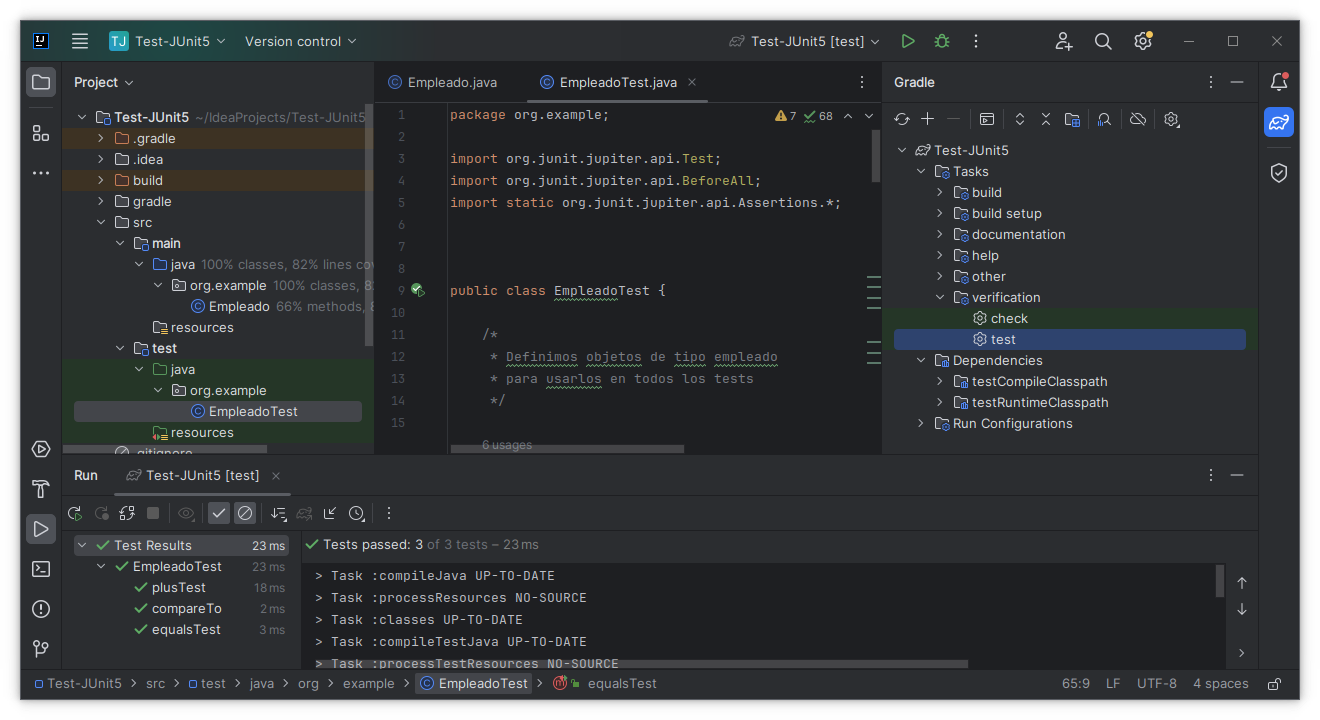 IJ TJ Test-JUnit5 Version control Test-JUnit5 [test]
Project
Test-JUnit5 ~/IdeaProjects/Test-JUnit5
.gradle
.idea
build
gradle
src
main
java 100% classes, 82% lines cov
org.example 100% classes, 82
Empleado 66% methods, 8
resources
test
java
org.example
EmpleadoTest
resources
.gitignore
Empleado.java EmpleadoTest.java
7 68
1 package org.example;
2
3 import org.junit.jupiter.api.Test;
4 import org.junit.jupiter.api.BeforeAll;
5 import static org.junit.jupiter.api.Assertions.*;
6
7
8
9 public class EmpleadoTest {
10
11 /*
12 * Definimos objetos de tipo empleado
13 * para usarlos en todos los tests
14 */
15
6 usages
Gradle
Test-JUnit5
Tasks
build
build setup
documentation
help
other
verification
check
test
Dependencies
testCompileClasspath
testRuntimeClasspath
Run Configurations
Run Test-JUnit5 [test]
Test Results 23 ms
EmpleadoTest 23 ms
plusTest 18 ms
compareTo 2 ms
equalsTest 3 ms
Tests passed: 3 of 3 tests – 23 ms
> Task :compileJava UP-TO-DATE
> Task :processResources NO-SOURCE
> Task :classes UP-TO-DATE
> Task :compileTestJava UP-TO-DATE
> Task :processTestResources NO-SOURCE
Test-JUnit5 > src > test > java > org > example > EmpleadoTest > m equalsTest 65:9 LF UTF-8 4 spaces